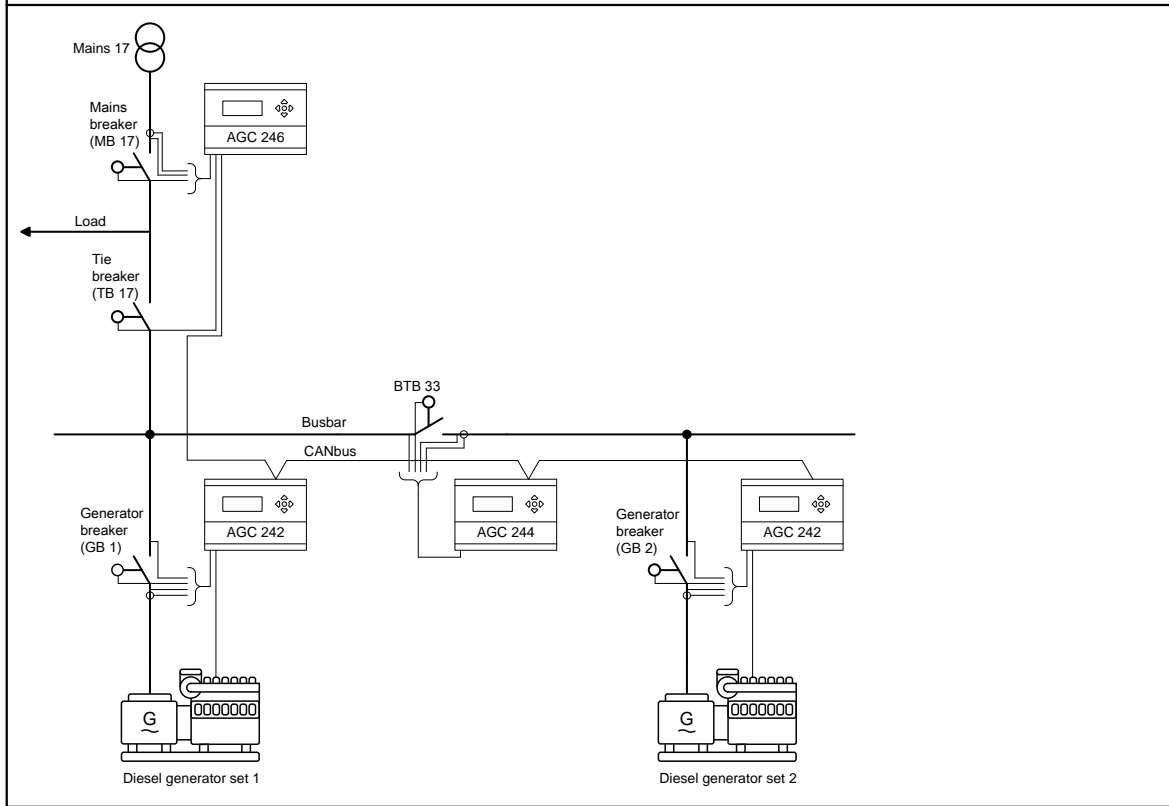 Mains 17
Mains
breaker
(MB 17)
AGC 246
Load
Tie
breaker
(TB 17)
BTB 33
Busbar
CANbus
Generator
breaker
(GB 1)
AGC 242
AGC 244
Generator
breaker
(GB 2)
AGC 242
G
G
Diesel generator set 1
Diesel generator set 2